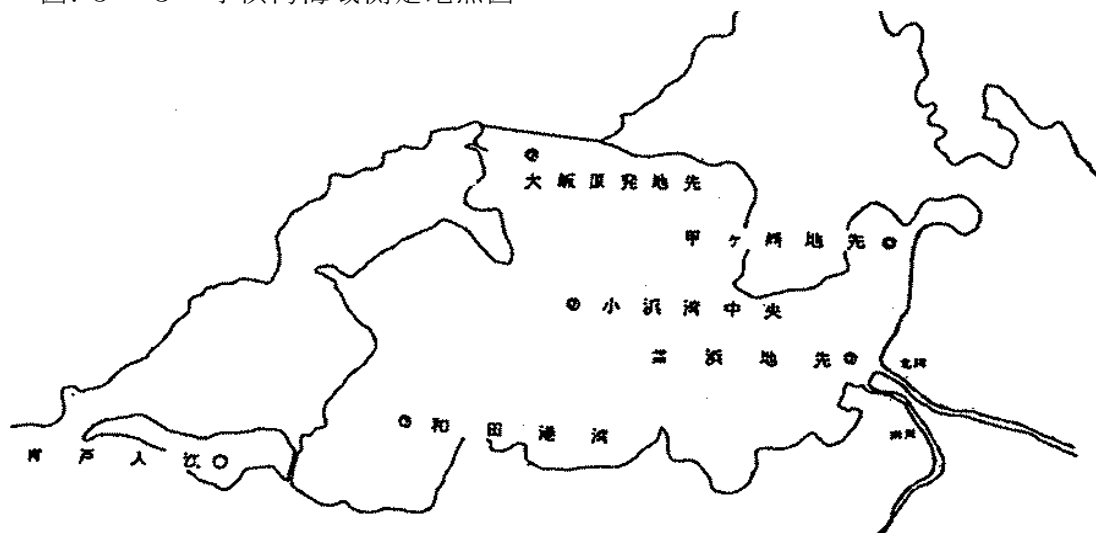 大飯原発地先
甲ヶ崎地先
小浜湾中央
浜地先
北川
和田港湾
南川
青戸入江